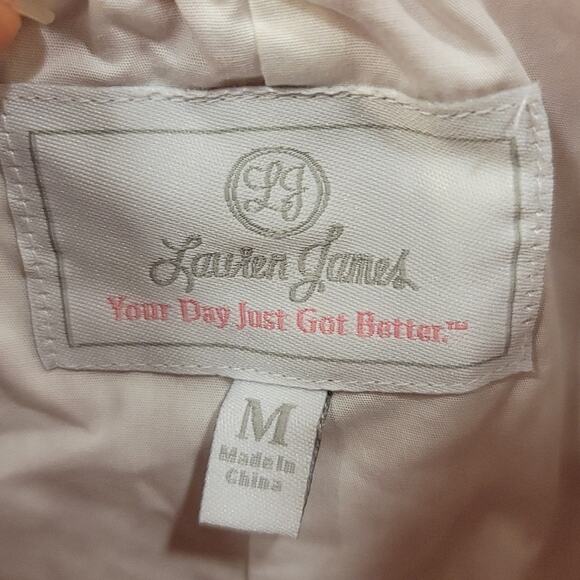 LJ
Lauren James
Your Day Just Got Better.™
M
Made In
China